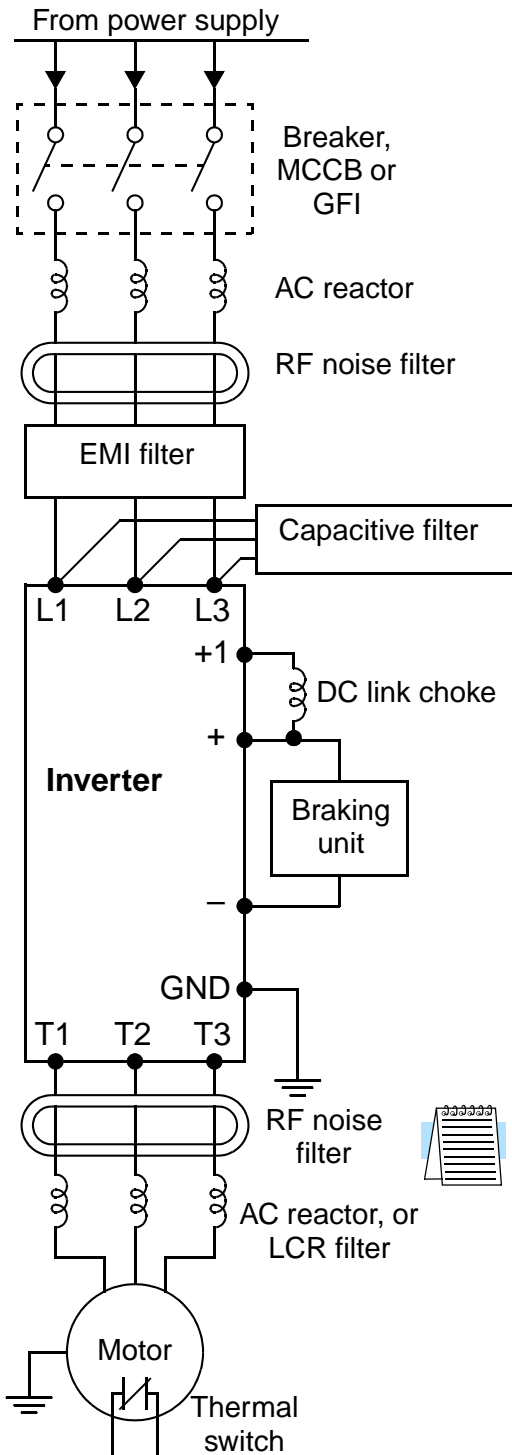 From power supply
Breaker,
MCCB or
GFI
AC reactor
RF noise filter
EMI filter
Capacitive filter
L1 L2 L3
+1
DC link choke
+
Inverter
Braking
unit
–
GND
T1 T2 T3
RF noise
filter
AC reactor, or
LCR filter
Motor
Thermal
switch